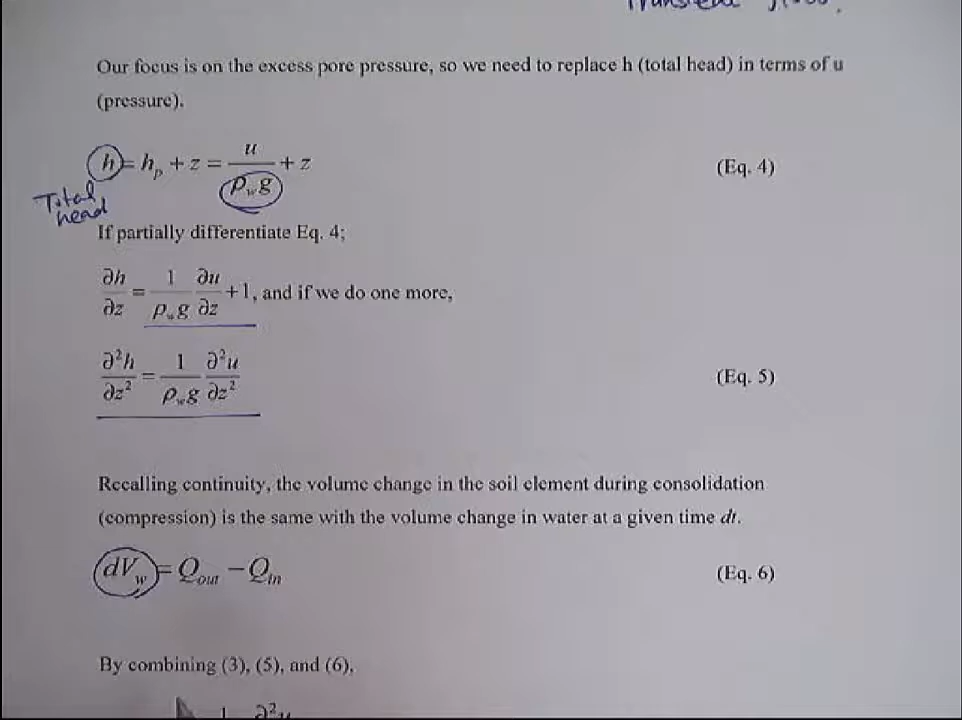 Our focus is on the excess pore pressure, so we need to replace h (total head) in terms of u
(pressure).
h = h_p + z = u / (ρ_w g) + z (Eq. 4)
Total
head
If partially differentiate Eq. 4;
∂h/∂z = 1/(ρ_w g) ∂u/∂z + 1, and if we do one more,
∂²h/∂z² = 1/(ρ_w g) ∂²u/∂z² (Eq. 5)
Recalling continuity, the volume change in the soil element during consolidation
(compression) is the same with the volume change in water at a given time dt.
dV_w = Q_out − Q_in (Eq. 6)
By combining (3), (5), and (6),
1 ∂²u